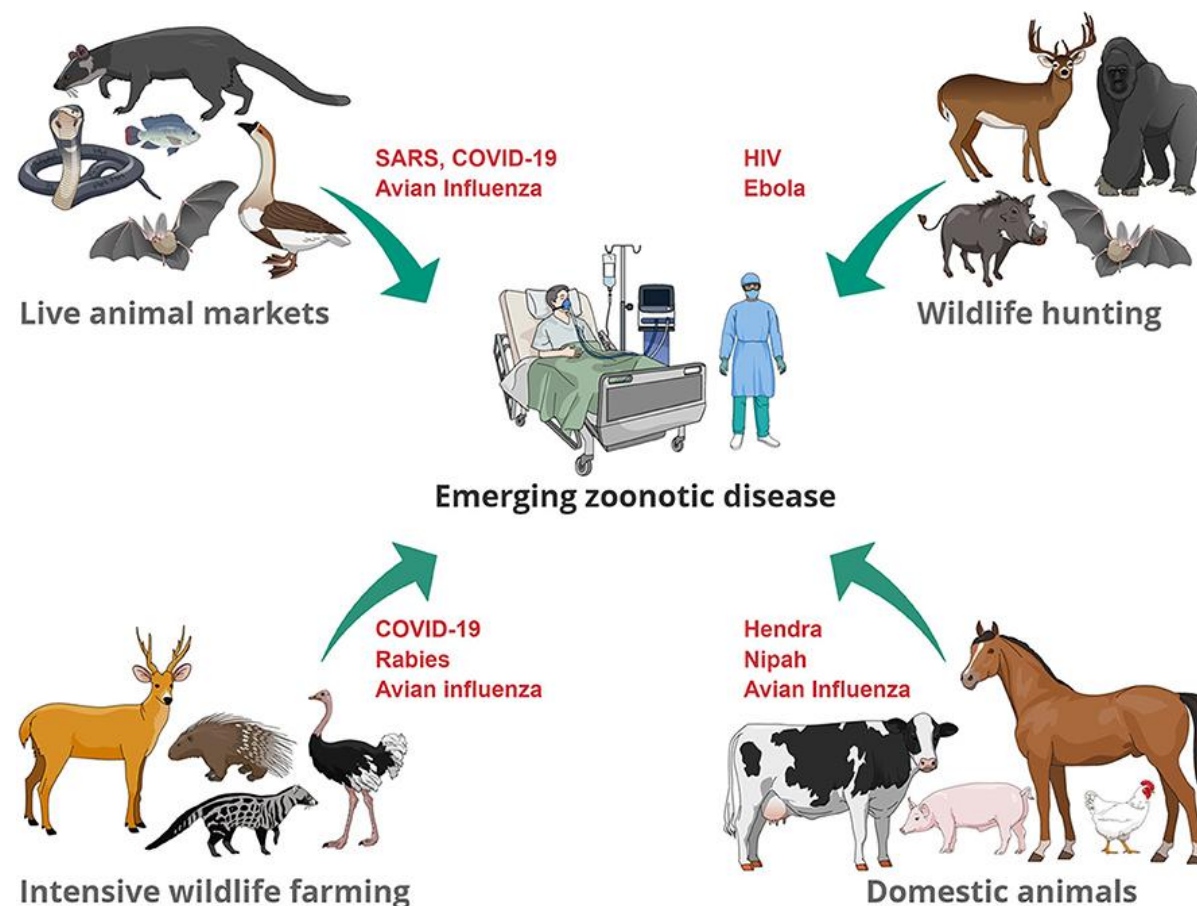 SARS, COVID-19
Avian Influenza
HIV
Ebola
Live animal markets
Wildlife hunting
Emerging zoonotic disease
COVID-19
Rabies
Avian influenza
Hendra
Nipah
Avian Influenza
Intensive wildlife farming
Domestic animals